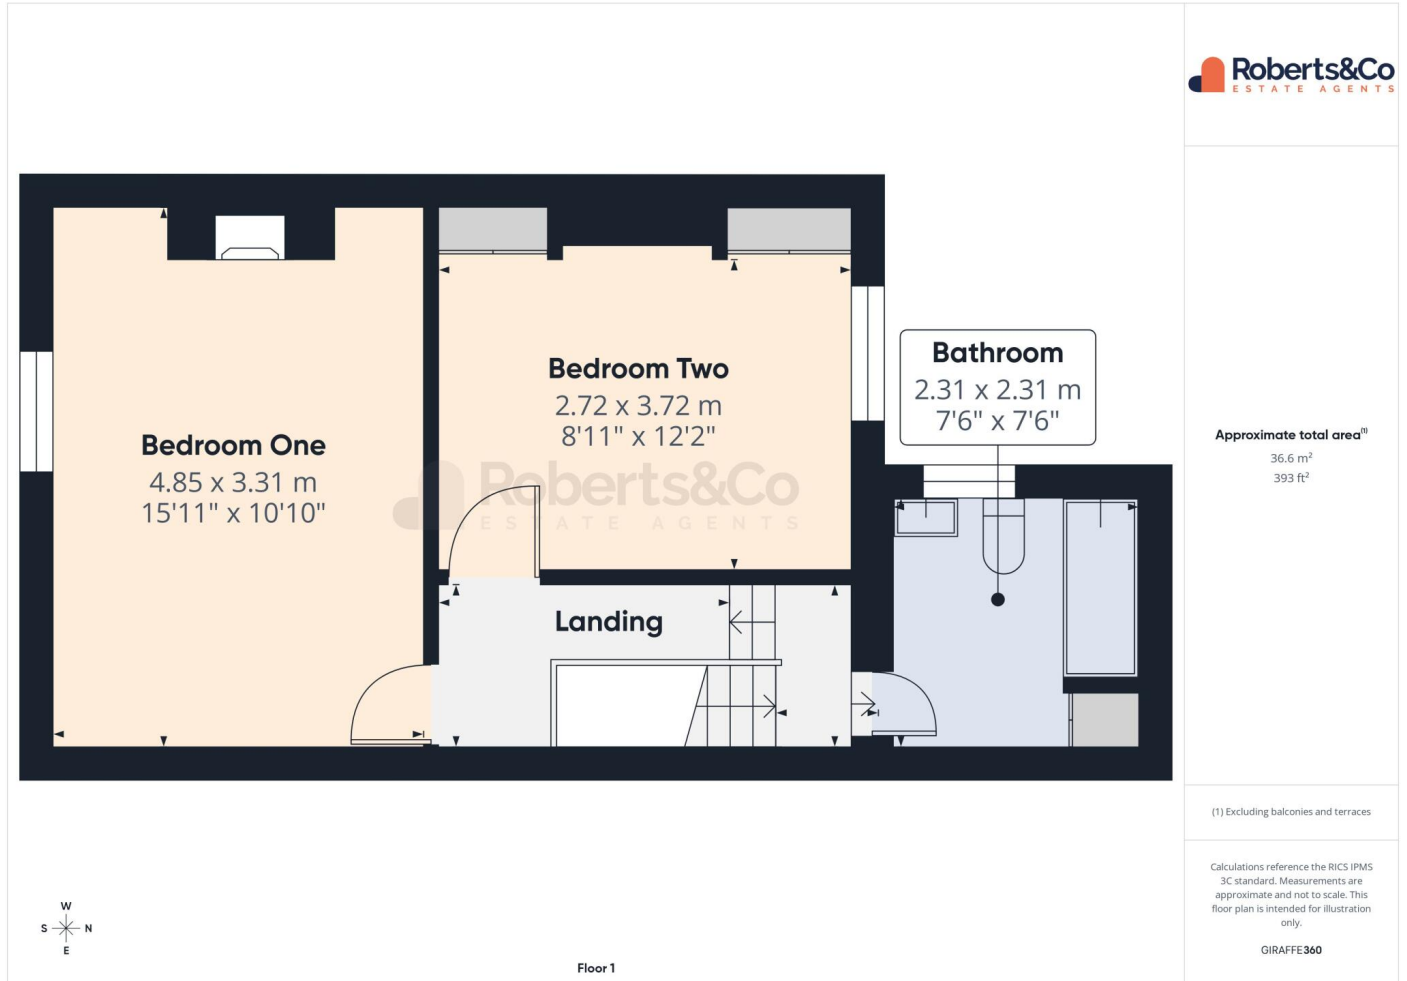 Roberts&Co
ESTATE AGENTS
Bedroom One
4.85 x 3.31 m
15'11" x 10'10"
Bedroom Two
2.72 x 3.72 m
8'11" x 12'2"
Bathroom
2.31 x 2.31 m
7'6" x 7'6"
Roberts&Co
ESTATE AGENTS
Landing
Approximate total area(1)
36.6 m²
393 ft²
(1) Excluding balconies and terraces
Calculations reference the RICS IPMS
3C standard. Measurements are
approximate and not to scale. This
floor plan is intended for illustration
only.
GIRAFFE360
W
S N
E
Floor 1